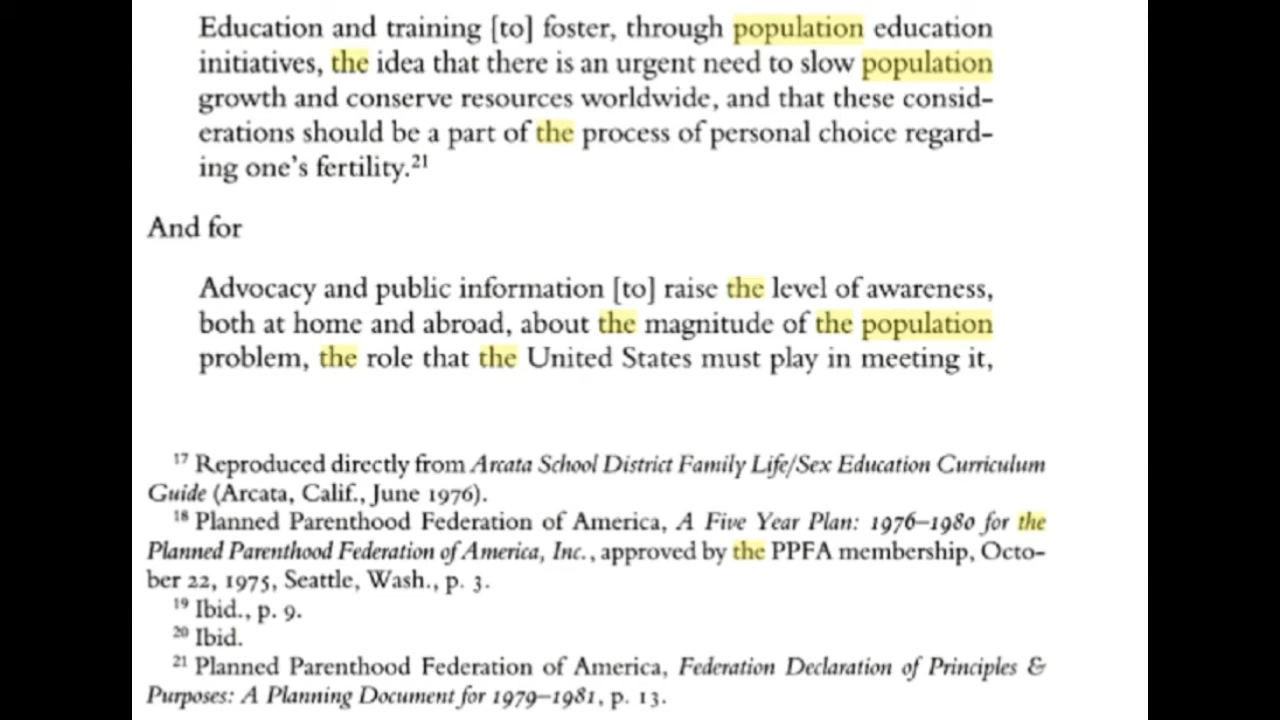 Education and training [to] foster, through population education
initiatives, the idea that there is an urgent need to slow population
growth and conserve resources worldwide, and that these consid-
erations should be a part of the process of personal choice regard-
ing one's fertility.²¹
And for
Advocacy and public information [to] raise the level of awareness,
both at home and abroad, about the magnitude of the population
problem, the role that the United States must play in meeting it,
¹⁷ Reproduced directly from Arcata School District Family Life/Sex Education Curriculum
Guide (Arcata, Calif., June 1976).
¹⁸ Planned Parenthood Federation of America, A Five Year Plan: 1976–1980 for the
Planned Parenthood Federation of America, Inc., approved by the PPFA membership, Octo-
ber 22, 1975, Seattle, Wash., p. 3.
¹⁹ Ibid., p. 9.
²⁰ Ibid.
²¹ Planned Parenthood Federation of America, Federation Declaration of Principles &
Purposes: A Planning Document for 1979–1981, p. 13.